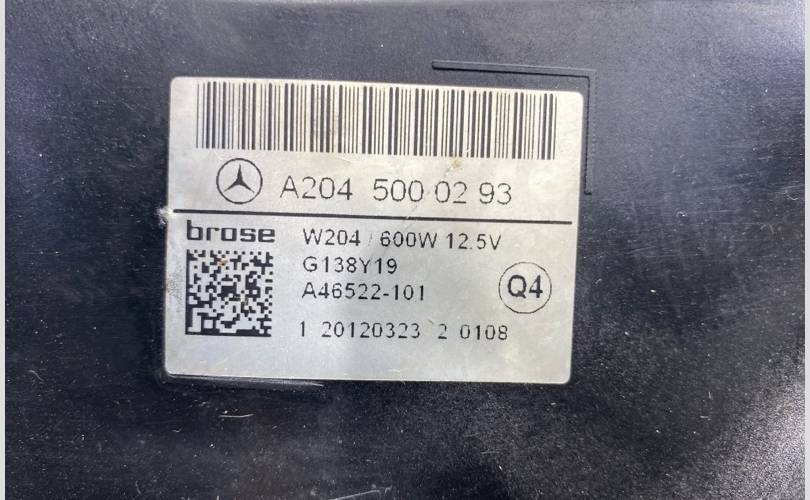 A204 500 02 93
brose
W204 / 600W 12.5V
G138Y19
A46522-101
Q4
1 20120323 2 0108